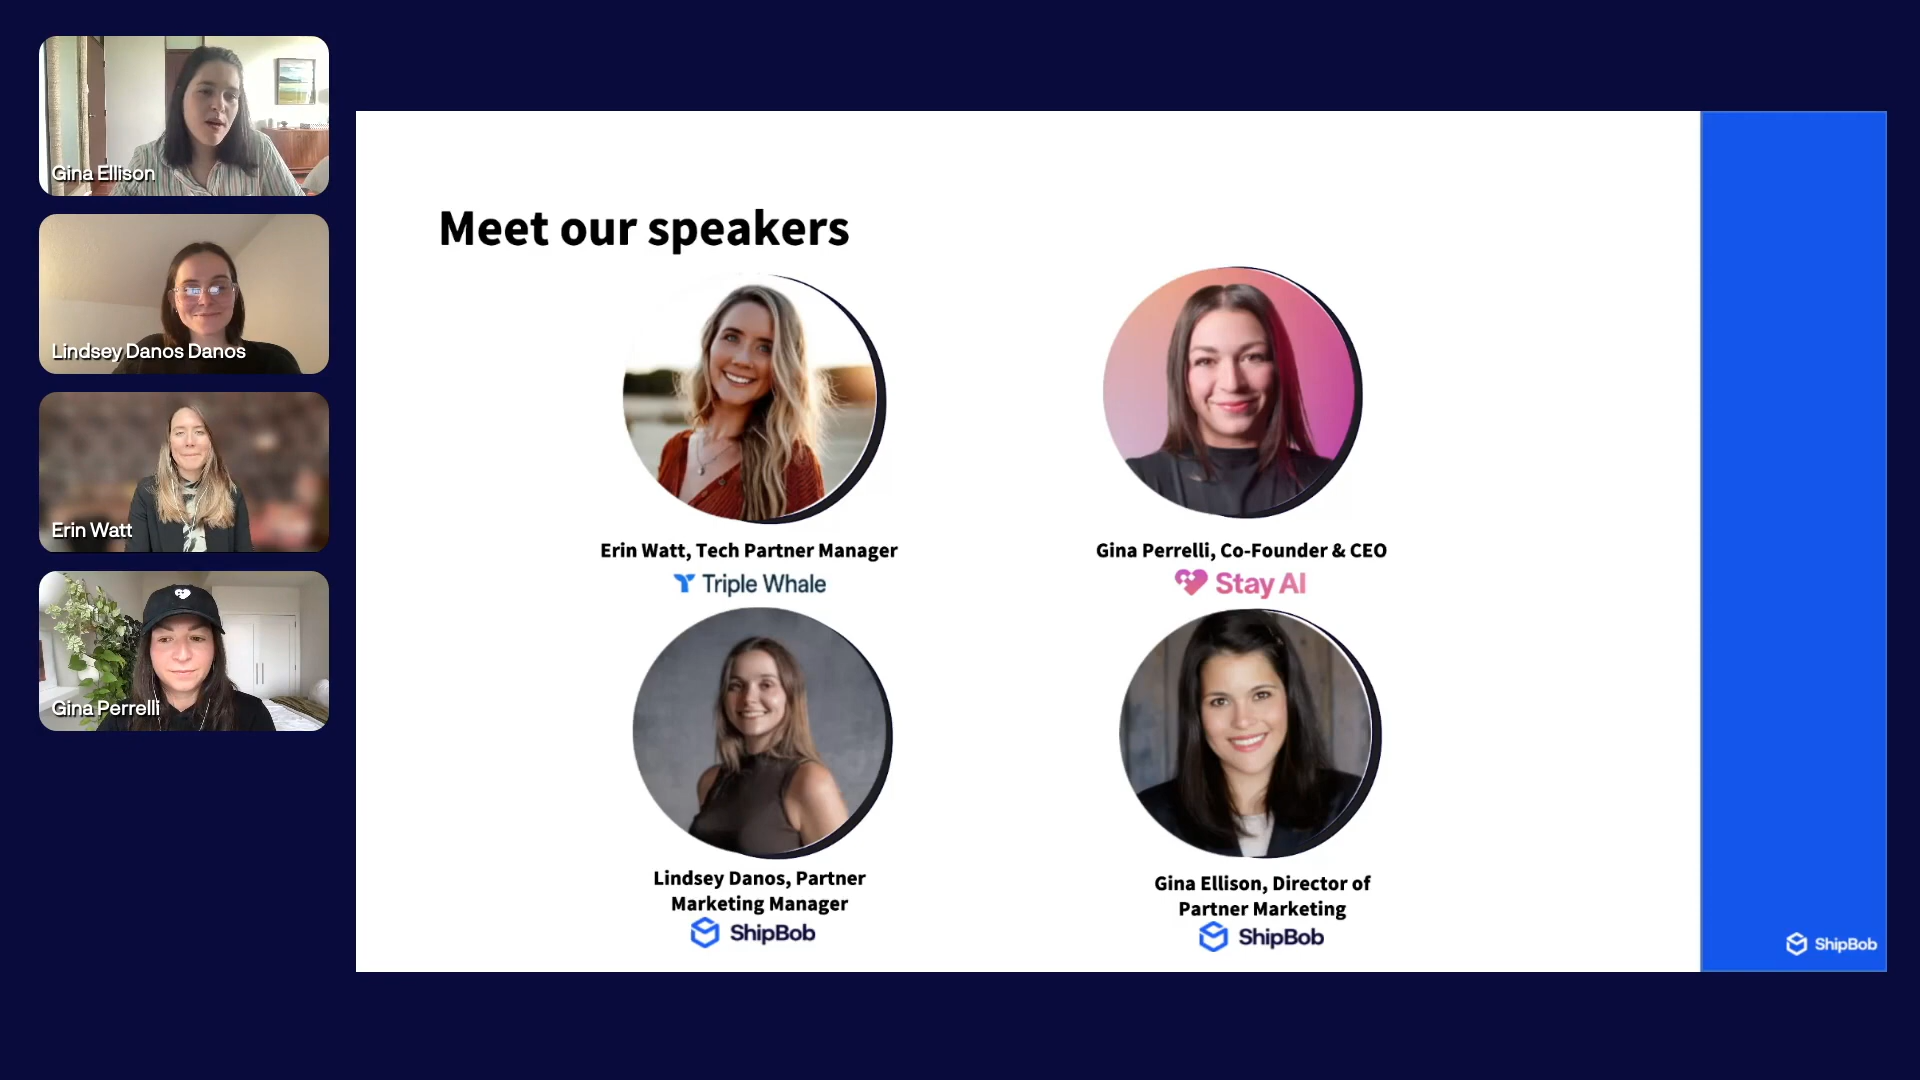 Gina Ellison
Lindsey Danos Danos
Erin Watt
Gina Perrelli
Meet our speakers
Erin Watt, Tech Partner Manager
Triple Whale
Gina Perrelli, Co-Founder & CEO
Stay AI
Lindsey Danos, Partner
Marketing Manager
ShipBob
Gina Ellison, Director of
Partner Marketing
ShipBob
ShipBob